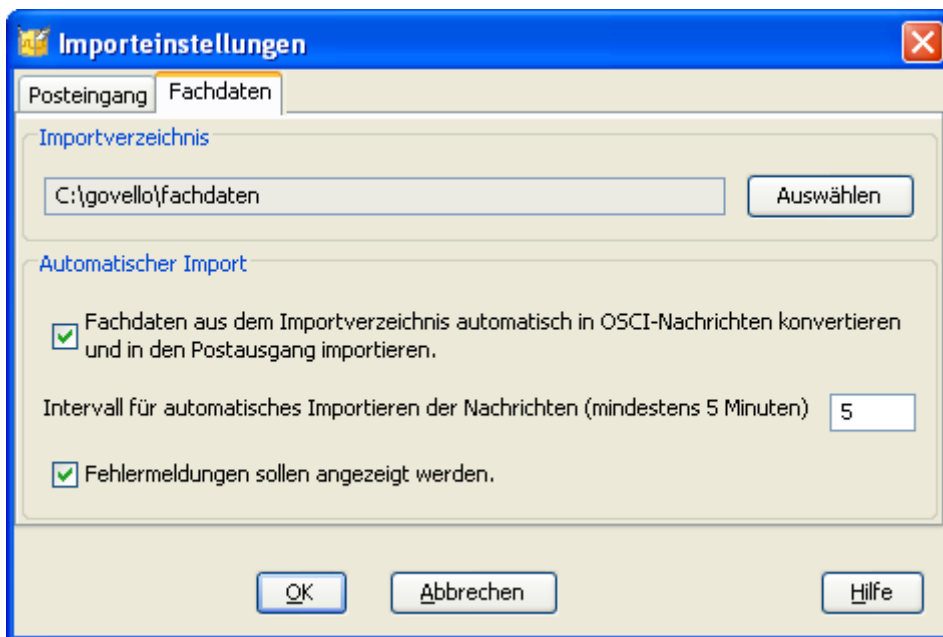 Importeinstellungen
Posteingang Fachdaten
Importverzeichnis
C:\govello\fachdaten Auswählen
Automatischer Import
Fachdaten aus dem Importverzeichnis automatisch in OSCI-Nachrichten konvertieren
und in den Postausgang importieren.
Intervall für automatisches Importieren der Nachrichten (mindestens 5 Minuten) 5
Fehlermeldungen sollen angezeigt werden.
OK Abbrechen Hilfe